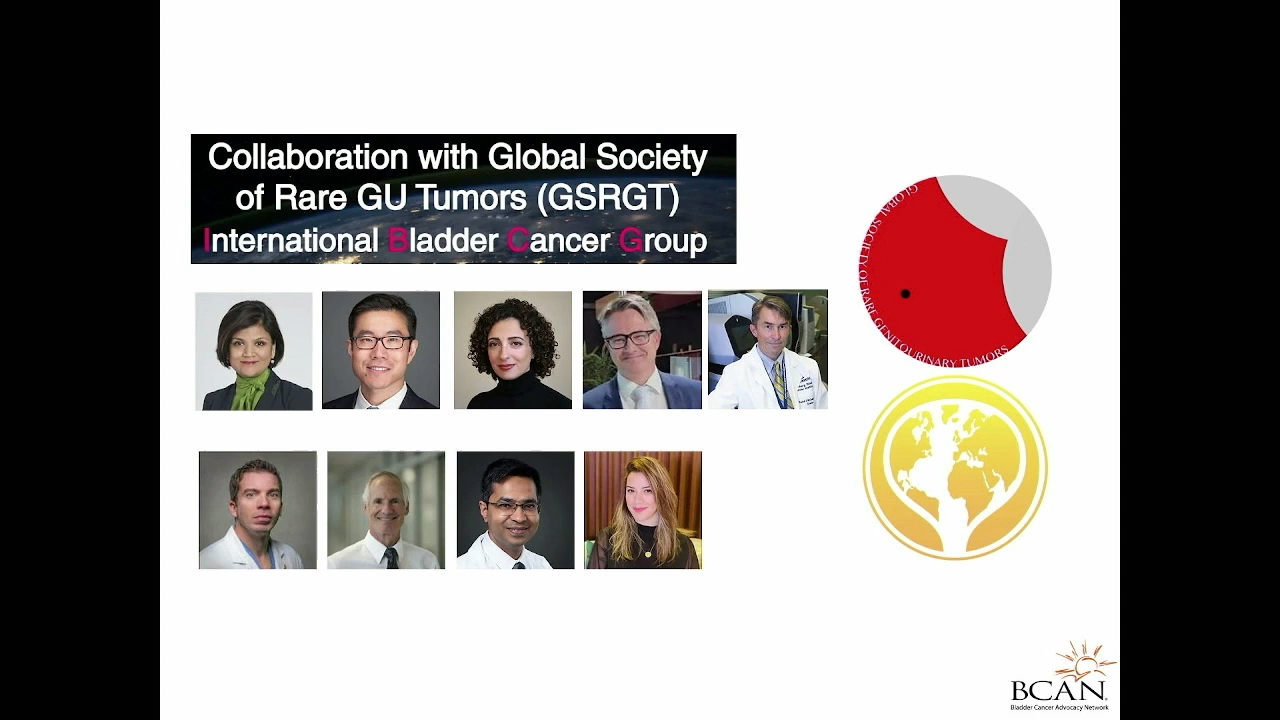 Collaboration with Global Society
of Rare GU Tumors (GSRGT)
International Bladder Cancer Group
GLOBAL SOCIETY OF RARE GENITOURINARY TUMORS
BCAN
Bladder Cancer Advocacy Network